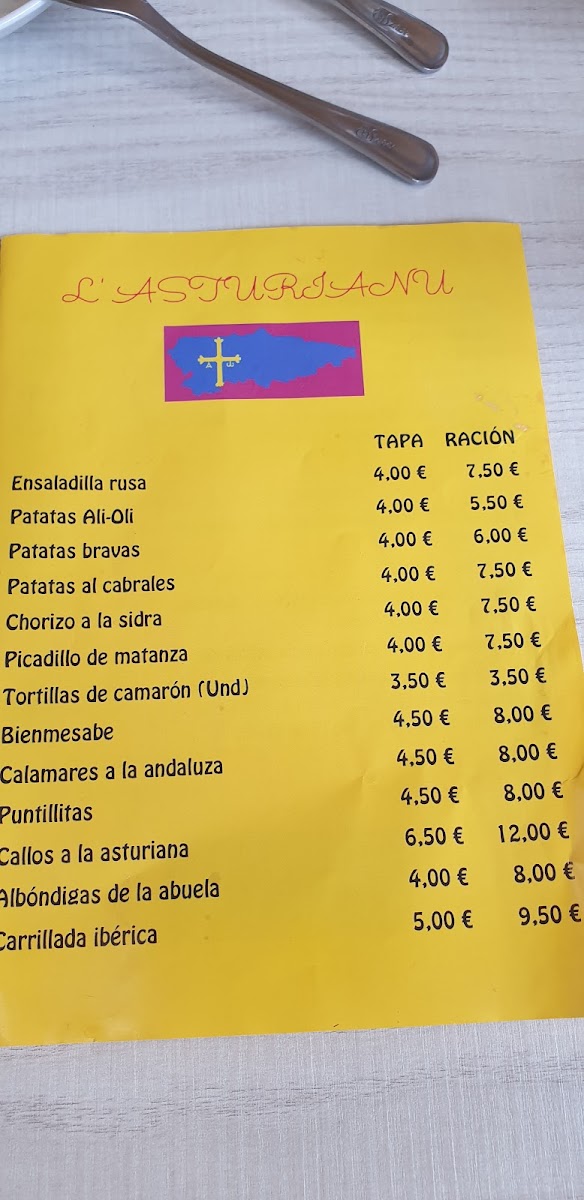 L' ASTURIANU
TAPA RACIÓN
Ensaladilla rusa 4,00 € 7,50 €
Patatas Ali-Oli 4,00 € 5,50 €
Patatas bravas 4,00 € 6,00 €
Patatas al cabrales 4,00 € 7,50 €
Chorizo a la sidra 4,00 € 7,50 €
Picadillo de matanza 4,00 € 7,50 €
Tortillas de camarón (Und) 3,50 € 3,50 €
Bienmesabe 4,50 € 8,00 €
Calamares a la andaluza 4,50 € 8,00 €
Puntillitas 4,50 € 8,00 €
Callos a la asturiana 6,50 € 12,00 €
Albóndigas de la abuela 4,00 € 8,00 €
Carrillada ibérica 5,00 € 9,50 €